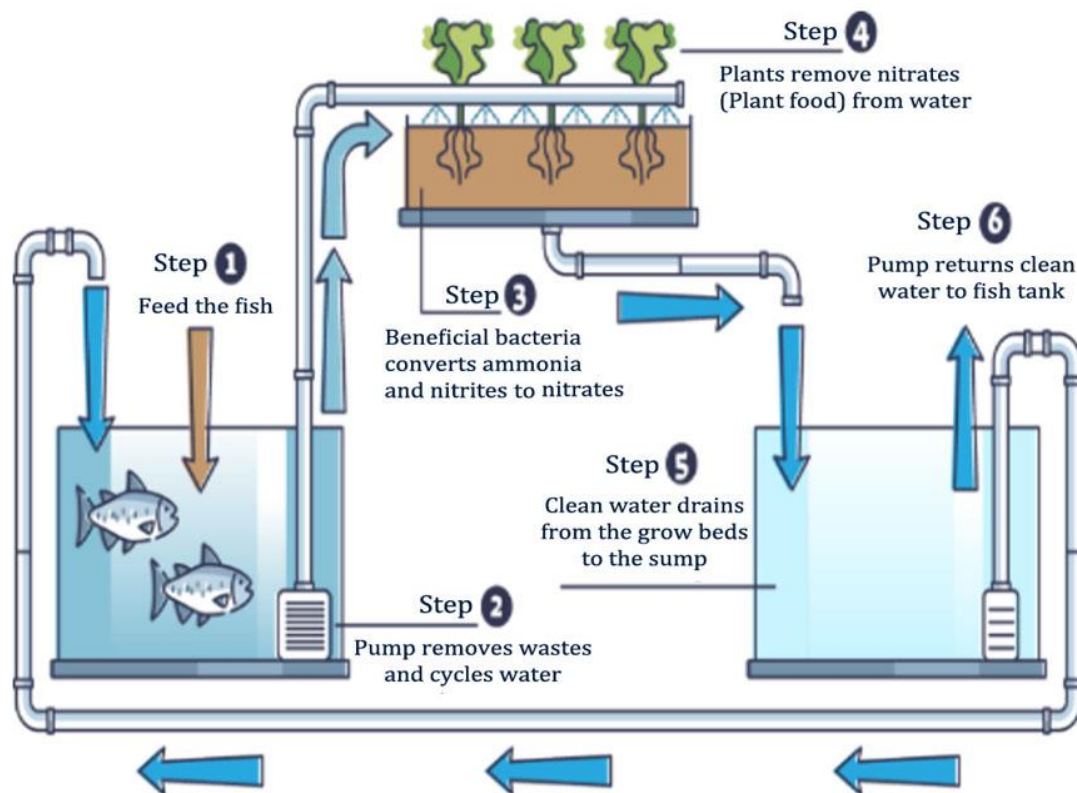 Step 1
Feed the fish
Step 2
Pump removes wastes
and cycles water
Step 3
Beneficial bacteria
converts ammonia
and nitrites to nitrates
Step 4
Plants remove nitrates
(Plant food) from water
Step 5
Clean water drains
from the grow beds
to the sump
Step 6
Pump returns clean
water to fish tank